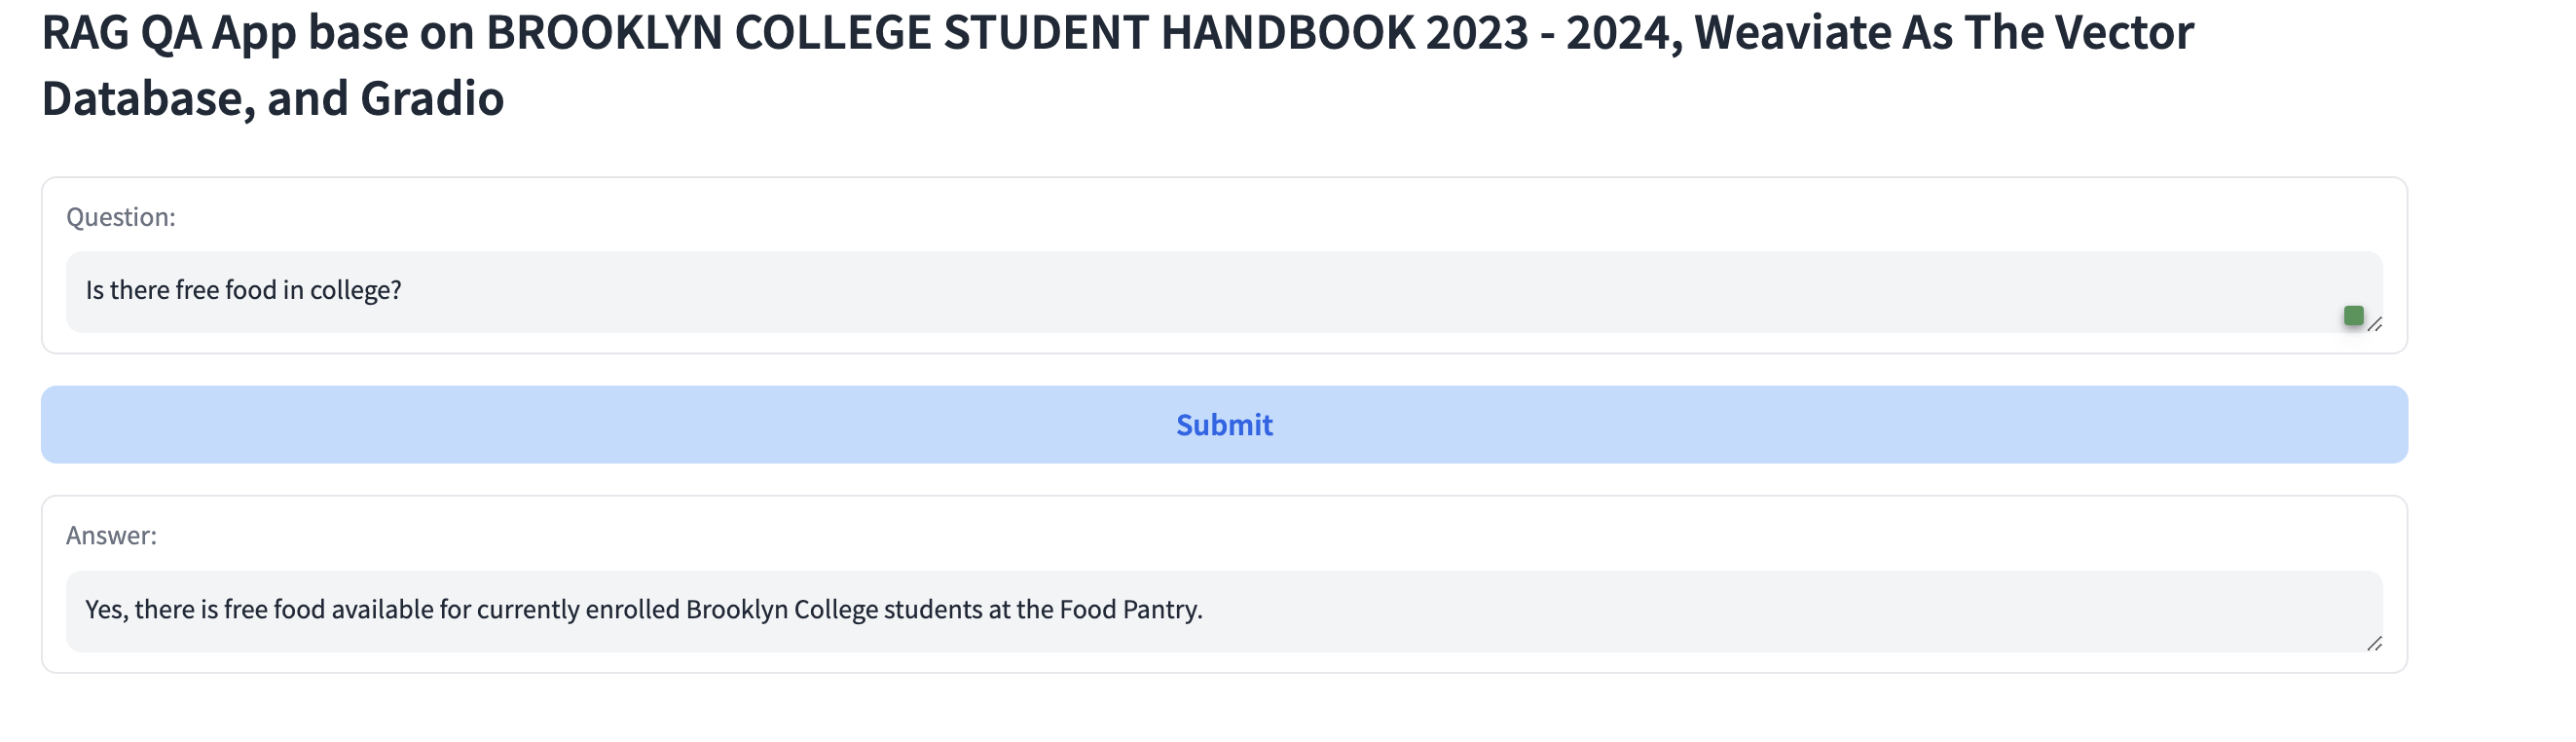 RAG QA App base on BROOKLYN COLLEGE STUDENT HANDBOOK 2023 - 2024, Weaviate As The Vector
Database, and Gradio
Question:
Is there free food in college?
Submit
Answer:
Yes, there is free food available for currently enrolled Brooklyn College students at the Food Pantry.